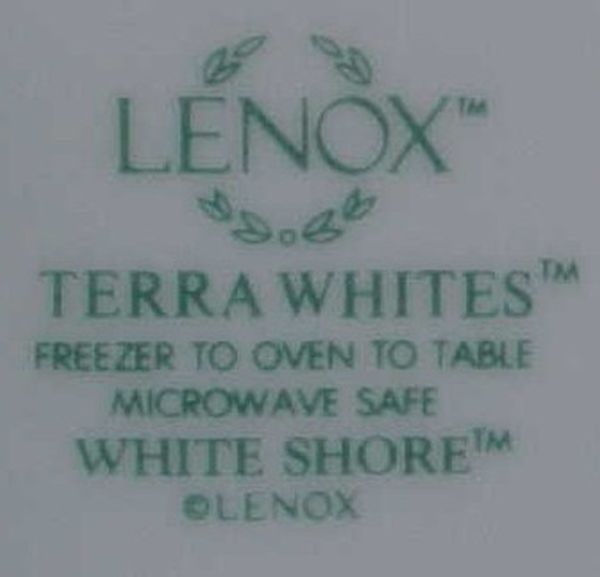 LENOX™
TERRA WHITES™
FREEZER TO OVEN TO TABLE
MICROWAVE SAFE
WHITE SHORE™
©LENOX